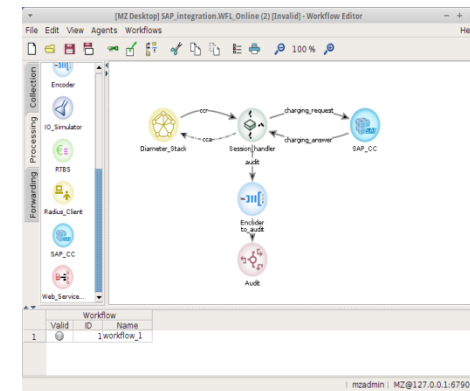 [MZ Desktop] SAP_integration.WFL_Online (2) [Invalid] - Workflow Editor
File Edit View Agents Workflows He
100 %
Collection
Processing
Forwarding
Encoder
IO_Simulator
RTBS
Radius_Client
SAP_CC
Web_Service...
ccr
charging_request
cca
charging_answer
Diameter_Stack
Session_handler
SAP_CC
audit
Encoder
to_audit
Audit
Workflow
Valid ID Name
1 1 workflow_1
mzadmin MZ@127.0.0.1:6790